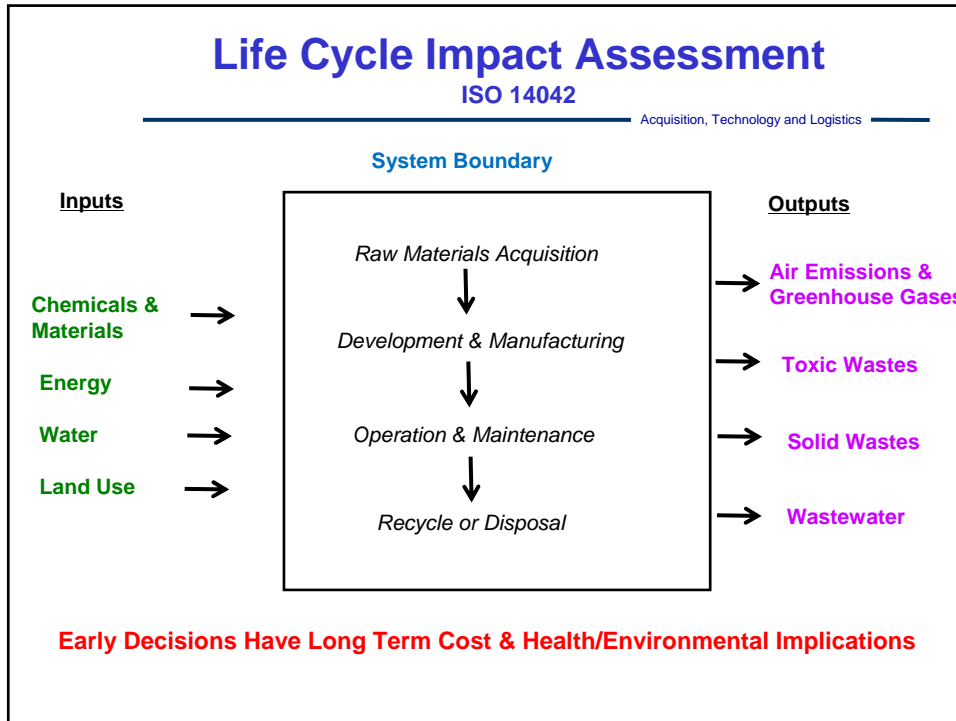 Life Cycle Impact Assessment
ISO 14042
Acquisition, Technology and Logistics
System Boundary
Inputs
Outputs
Raw Materials Acquisition
Air Emissions &
Greenhouse Gases
Chemicals &
Materials
Development & Manufacturing
Toxic Wastes
Energy
Water
Operation & Maintenance
Solid Wastes
Land Use
Recycle or Disposal
Wastewater
Early Decisions Have Long Term Cost & Health/Environmental Implications